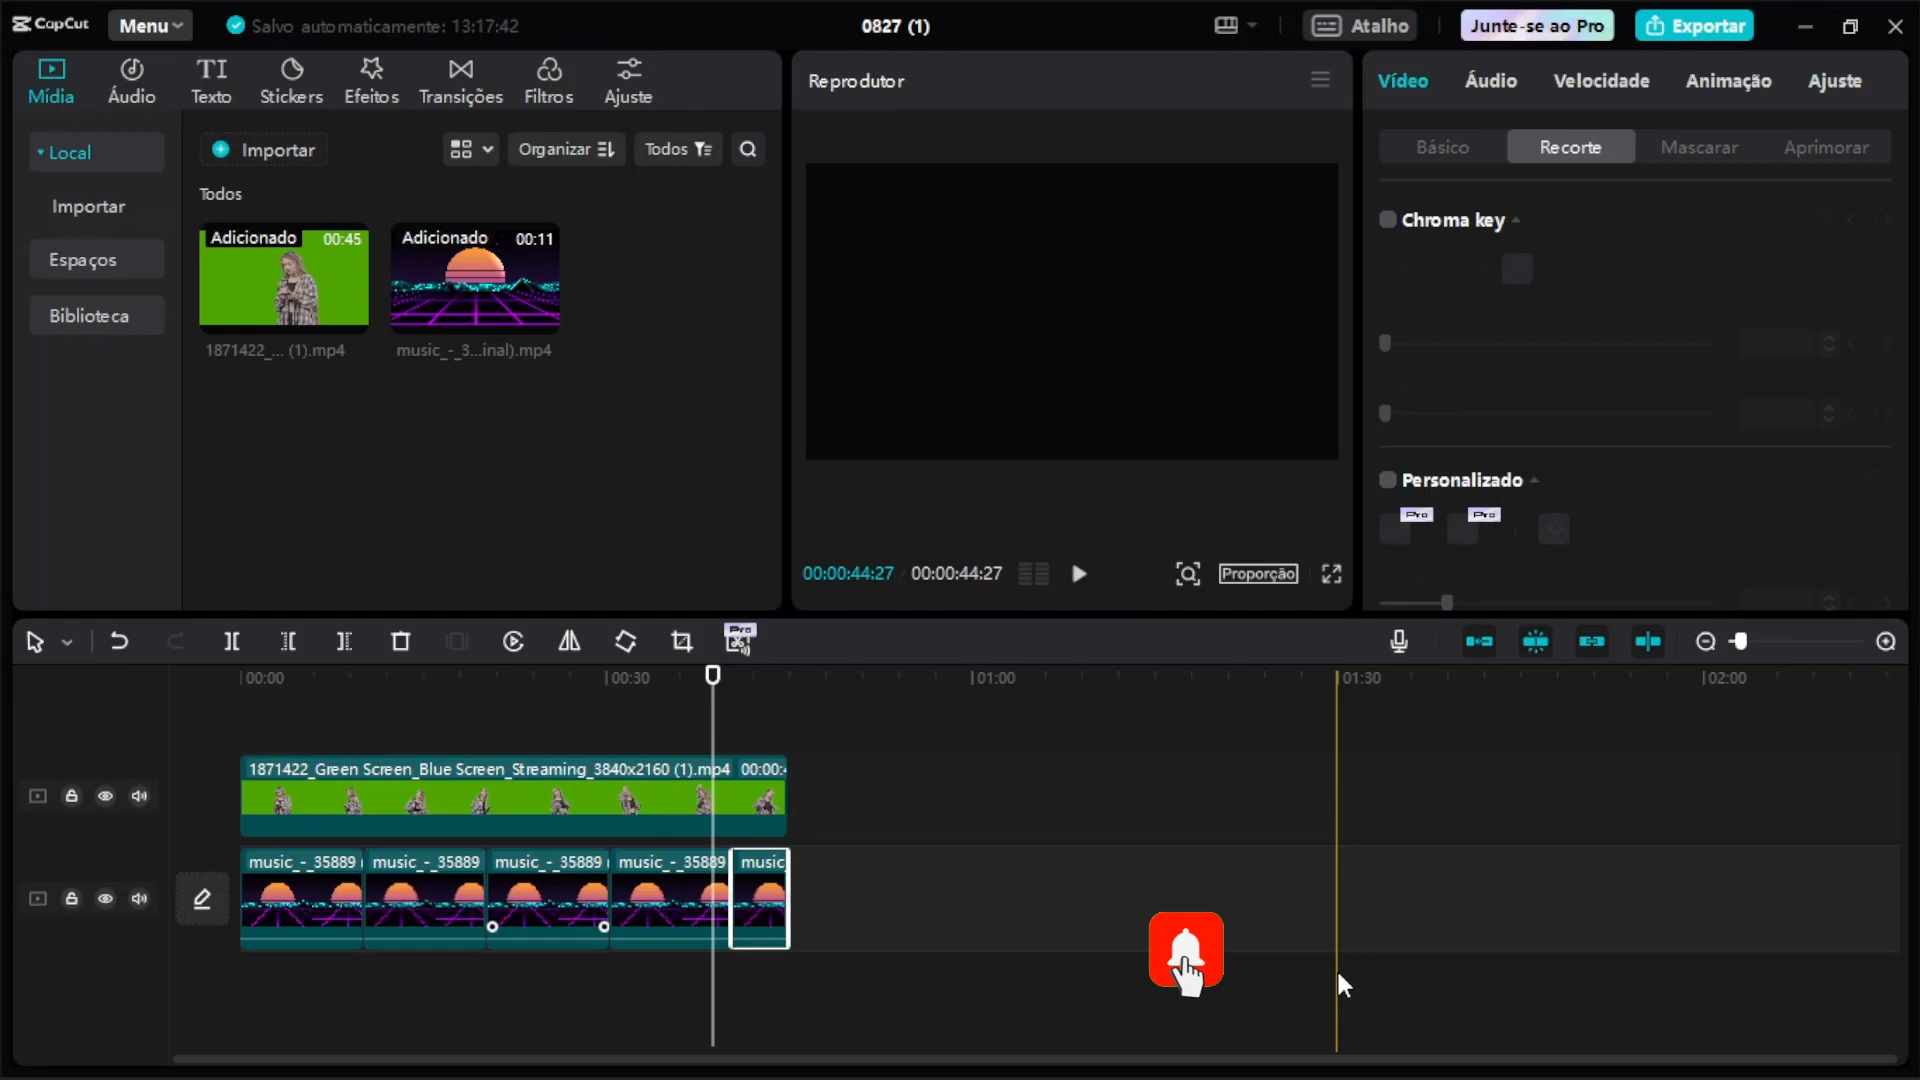 CapCut
Menu
Salvo automaticamente: 13:17:42
0827 (1)
Atalho
Junte-se ao Pro
Exportar
Mídia
Áudio
Texto
Stickers
Efeitos
Transições
Filtros
Ajuste
Reprodutor
Vídeo
Áudio
Velocidade
Animação
Ajuste
Local
Importar
Espaços
Biblioteca
Importar
Organizar
Todos
Todos
Adicionado 00:45
1871422_... (1).mp4
Adicionado 00:11
music_-_3...inal).mp4
Básico
Recorte
Mascarar
Aprimorar
Chroma key
Personalizado
Pro
Pro
00:00:44:27
00:00:44:27
Proporção
Pro
00:00
00:30
01:00
01:30
02:00
1871422_Green Screen_Blue Screen_Streaming_3840x2160 (1).mp4 00:00:4
music_-_35889
music_-_35889
music_-_35889
music_-_35889
music